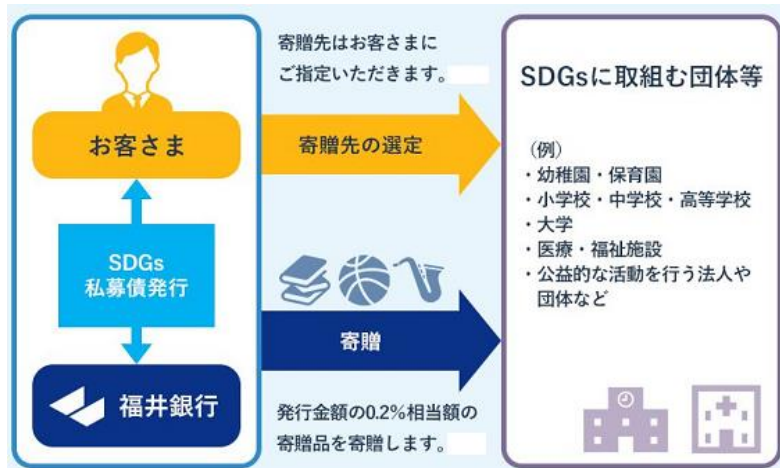 お客さま
SDGs
私募債発行
福井銀行
寄贈先はお客さまに
ご指定いただきます。
寄贈先の選定
寄贈
発行金額の0.2%相当額の
寄贈品を寄贈します。
SDGsに取組む団体等
（例）
・幼稚園・保育園
・小学校・中学校・高等学校
・大学
・医療・福祉施設
・公益的な活動を行う法人や
団体など